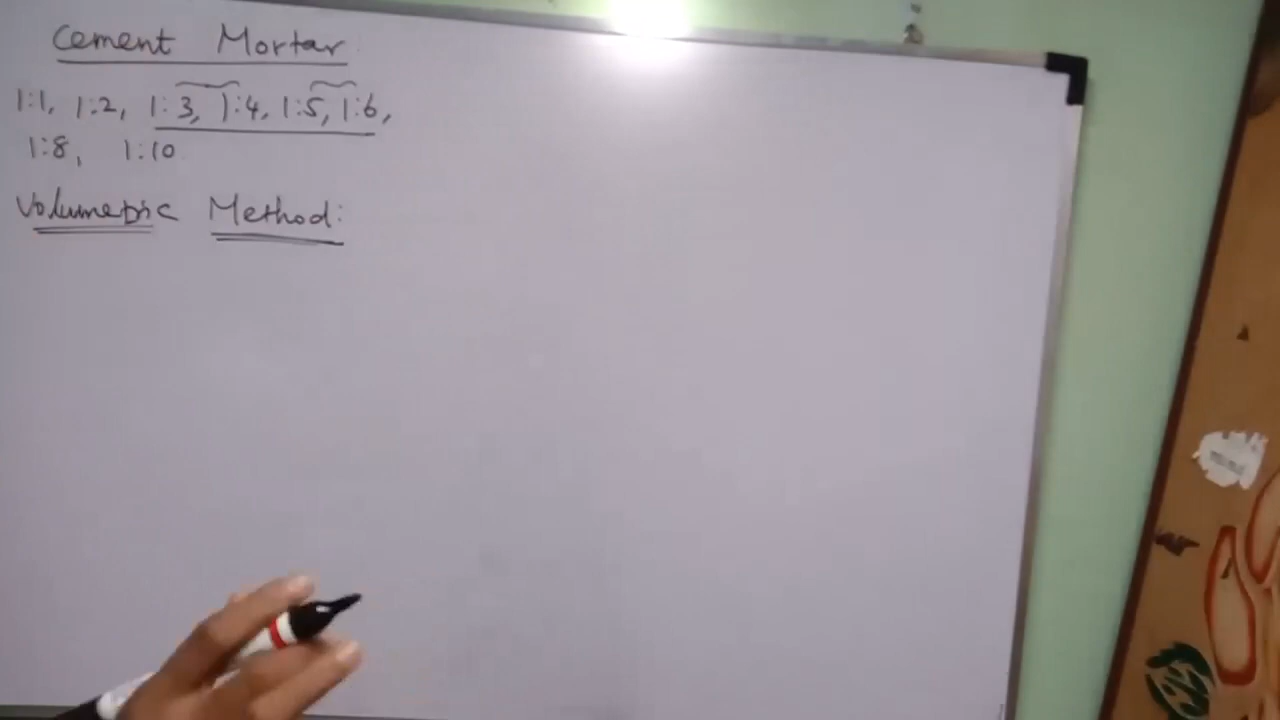 Cement Mortar
1:1, 1:2, 1:3, 1:4, 1:5, 1:6,
1:8, 1:10
Volumetric Method: